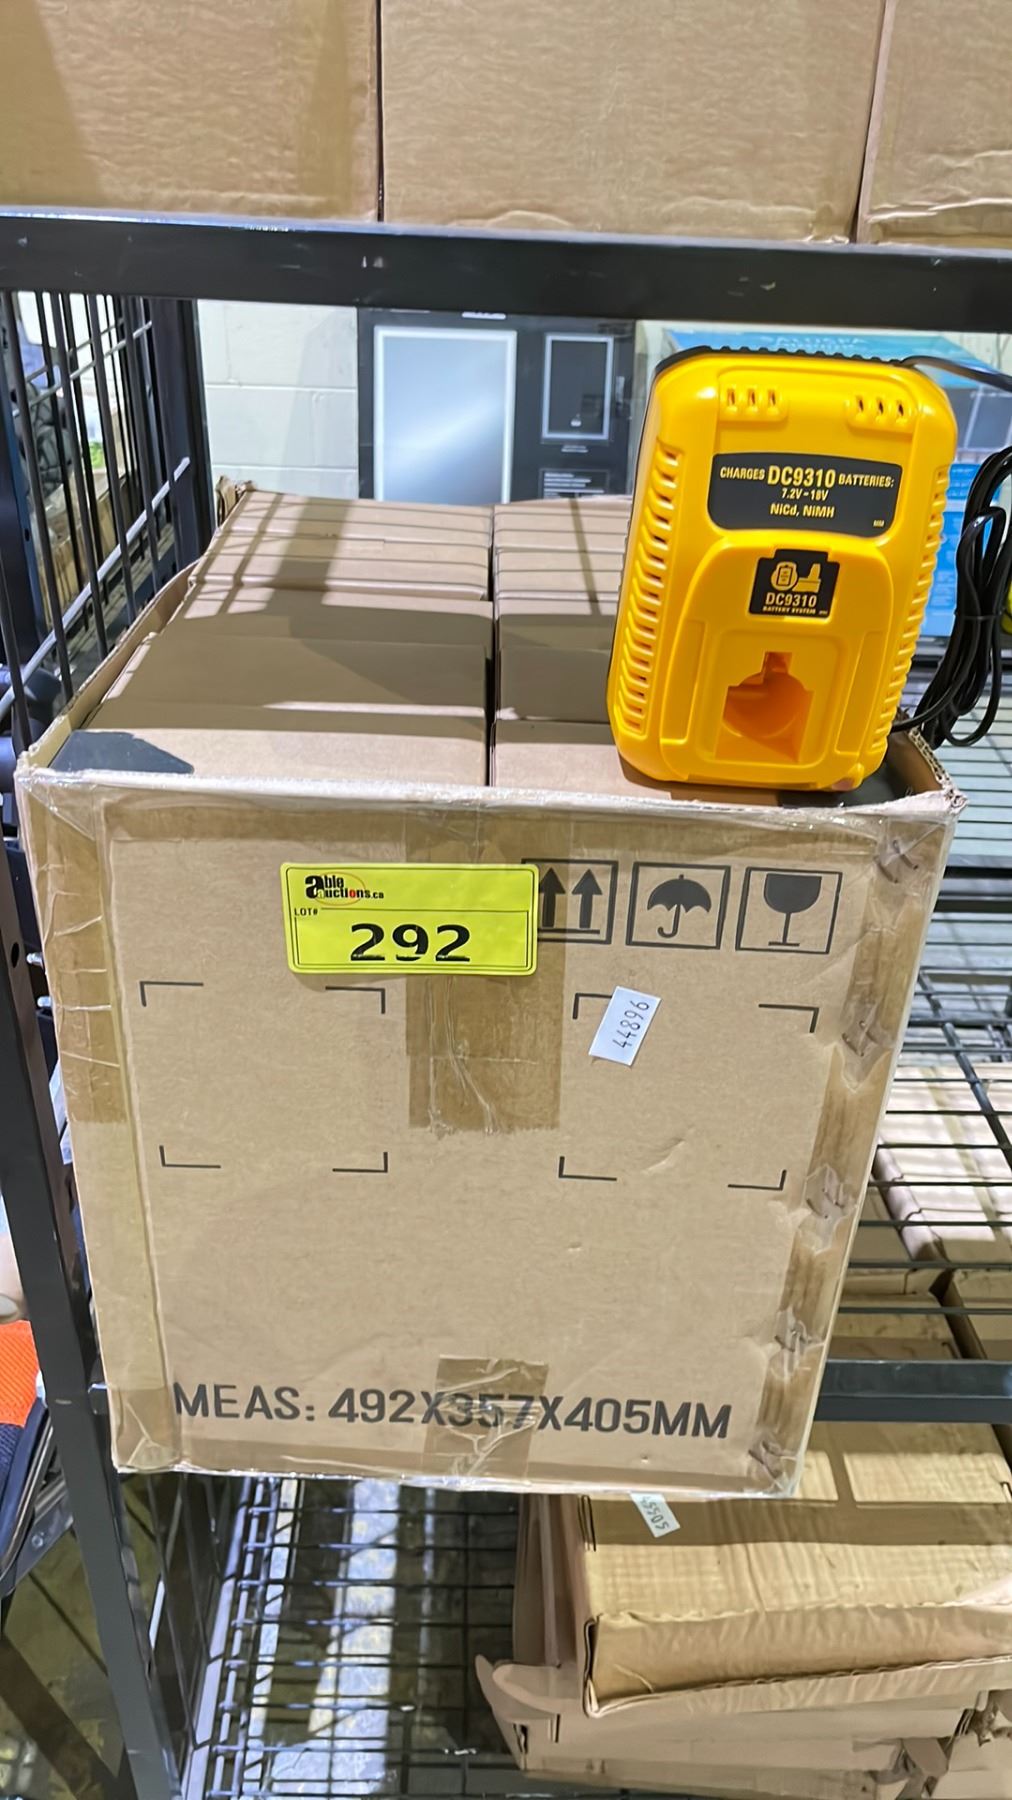 CHARGES DC9310 BATTERIES:
7.2V-18V
NiCd, NiMH
DC9310
BATTERY SYSTEM
able
auctions.ca
LOT#
292
44896
MEAS: 492X357X405MM